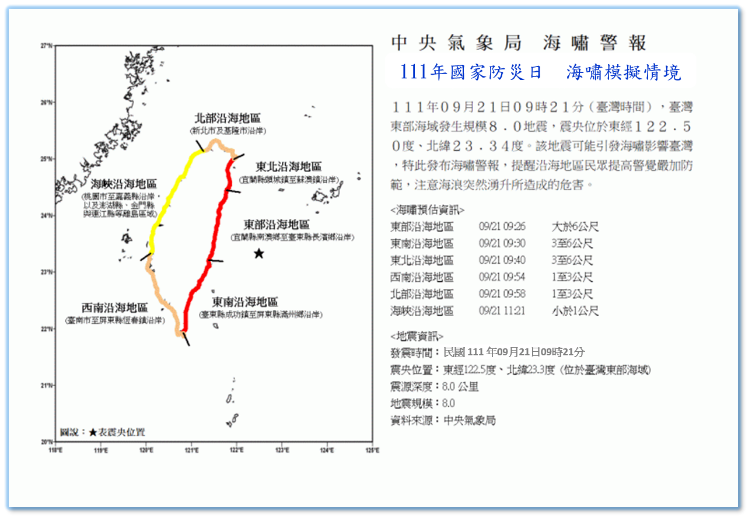 中央氣象局 海嘯警報
111年國家防災日 海嘯模擬情境
111年09月21日09時21分（臺灣時間），臺灣
東部海域發生規模8.0地震，震央位於東經122.5
0度、北緯23.34度。該地震可能引發海嘯影響臺灣
，特此發布海嘯警報，提醒沿海地區民眾提高警覺嚴加防
範，注意海浪突然湧升所造成的危害。
<海嘯預估資訊>
東部沿海地區 09/21 09:26 大於6公尺
東南沿海地區 09/21 09:30 3至6公尺
東北沿海地區 09/21 09:40 3至6公尺
西南沿海地區 09/21 09:54 1至3公尺
北部沿海地區 09/21 09:58 1至3公尺
海峽沿海地區 09/21 11:21 小於1公尺
<地震資訊>
發震時間：民國 111 年09月21日09時21分
震央位置：東經122.5度、北緯23.3度 (位於臺灣東部海域)
震源深度：8.0 公里
地震規模：8.0
資料來源：中央氣象局
27°N
26°N
25°N
24°N
23°N
22°N
21°N
20°N
118°E 119°E 120°E 121°E 122°E 123°E 124°E 125°E
北部沿海地區
(新北市及基隆市沿岸)
東北沿海地區
(宜蘭縣頭城鎮至蘇澳鎮沿岸)
海峽沿海地區
(桃園市至嘉義縣沿岸
以及澎湖縣、金門縣
與連江縣等離島區域)
東部沿海地區
(宜蘭縣南澳鄉至臺東縣長濱鄉沿岸)
西南沿海地區
(臺南市至屏東縣恆春鎮沿岸)
東南沿海地區
(臺東縣成功鎮至屏東縣滿州鄉沿岸)
圖說：★表震央位置